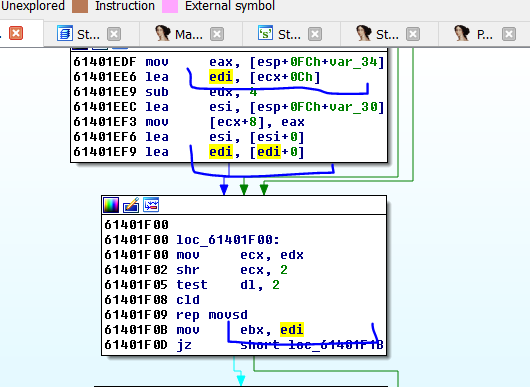 Unexplored Instruction External symbol
St... Ma... St... P...
61401EDF mov eax, [esp+0FCh+var_34]
61401EE6 lea edi, [ecx+0Ch]
61401EE9 sub edx, 4
61401EEC lea esi, [esp+0FCh+var_30]
61401EF3 mov [ecx+8], eax
61401EF6 lea esi, [esi+0]
61401EF9 lea edi, [edi+0]
61401F00
61401F00 loc_61401F00:
61401F00 mov ecx, edx
61401F02 shr ecx, 2
61401F05 test dl, 2
61401F08 cld
61401F09 rep movsd
61401F0B mov ebx, edi
61401F0D jz short loc_61401F1B